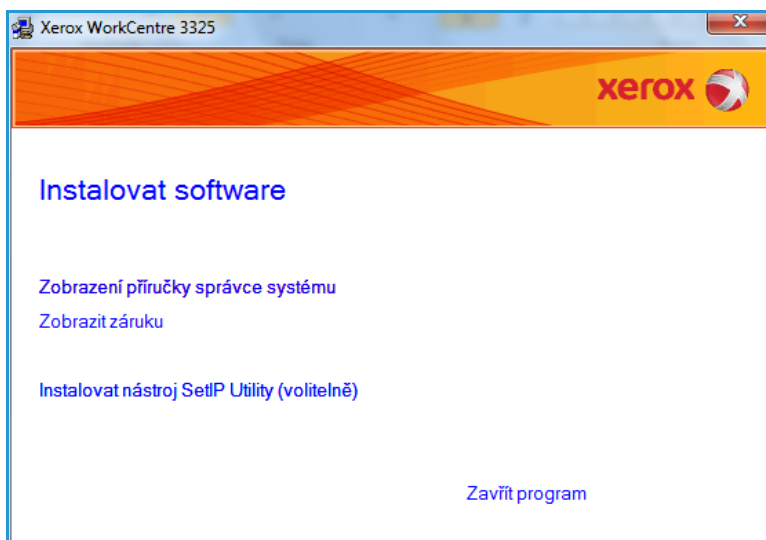 Xerox WorkCentre 3325
xerox
Instalovat software
Zobrazení příručky správce systému
Zobrazit záruku
Instalovat nástroj SetIP Utility (volitelně)
Zavřít program